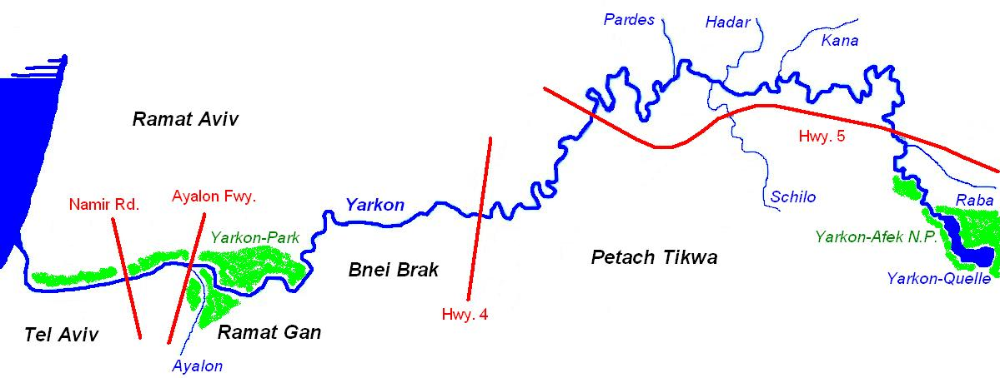 Pardes
Hadar
Kana
Ramat Aviv
Hwy. 5
Namir Rd.
Ayalon Fwy.
Yarkon
Schilo
Raba
Yarkon-Park
Yarkon-Afek N.P.
Bnei Brak
Petach Tikwa
Yarkon-Quelle
Hwy. 4
Tel Aviv
Ramat Gan
Ayalon